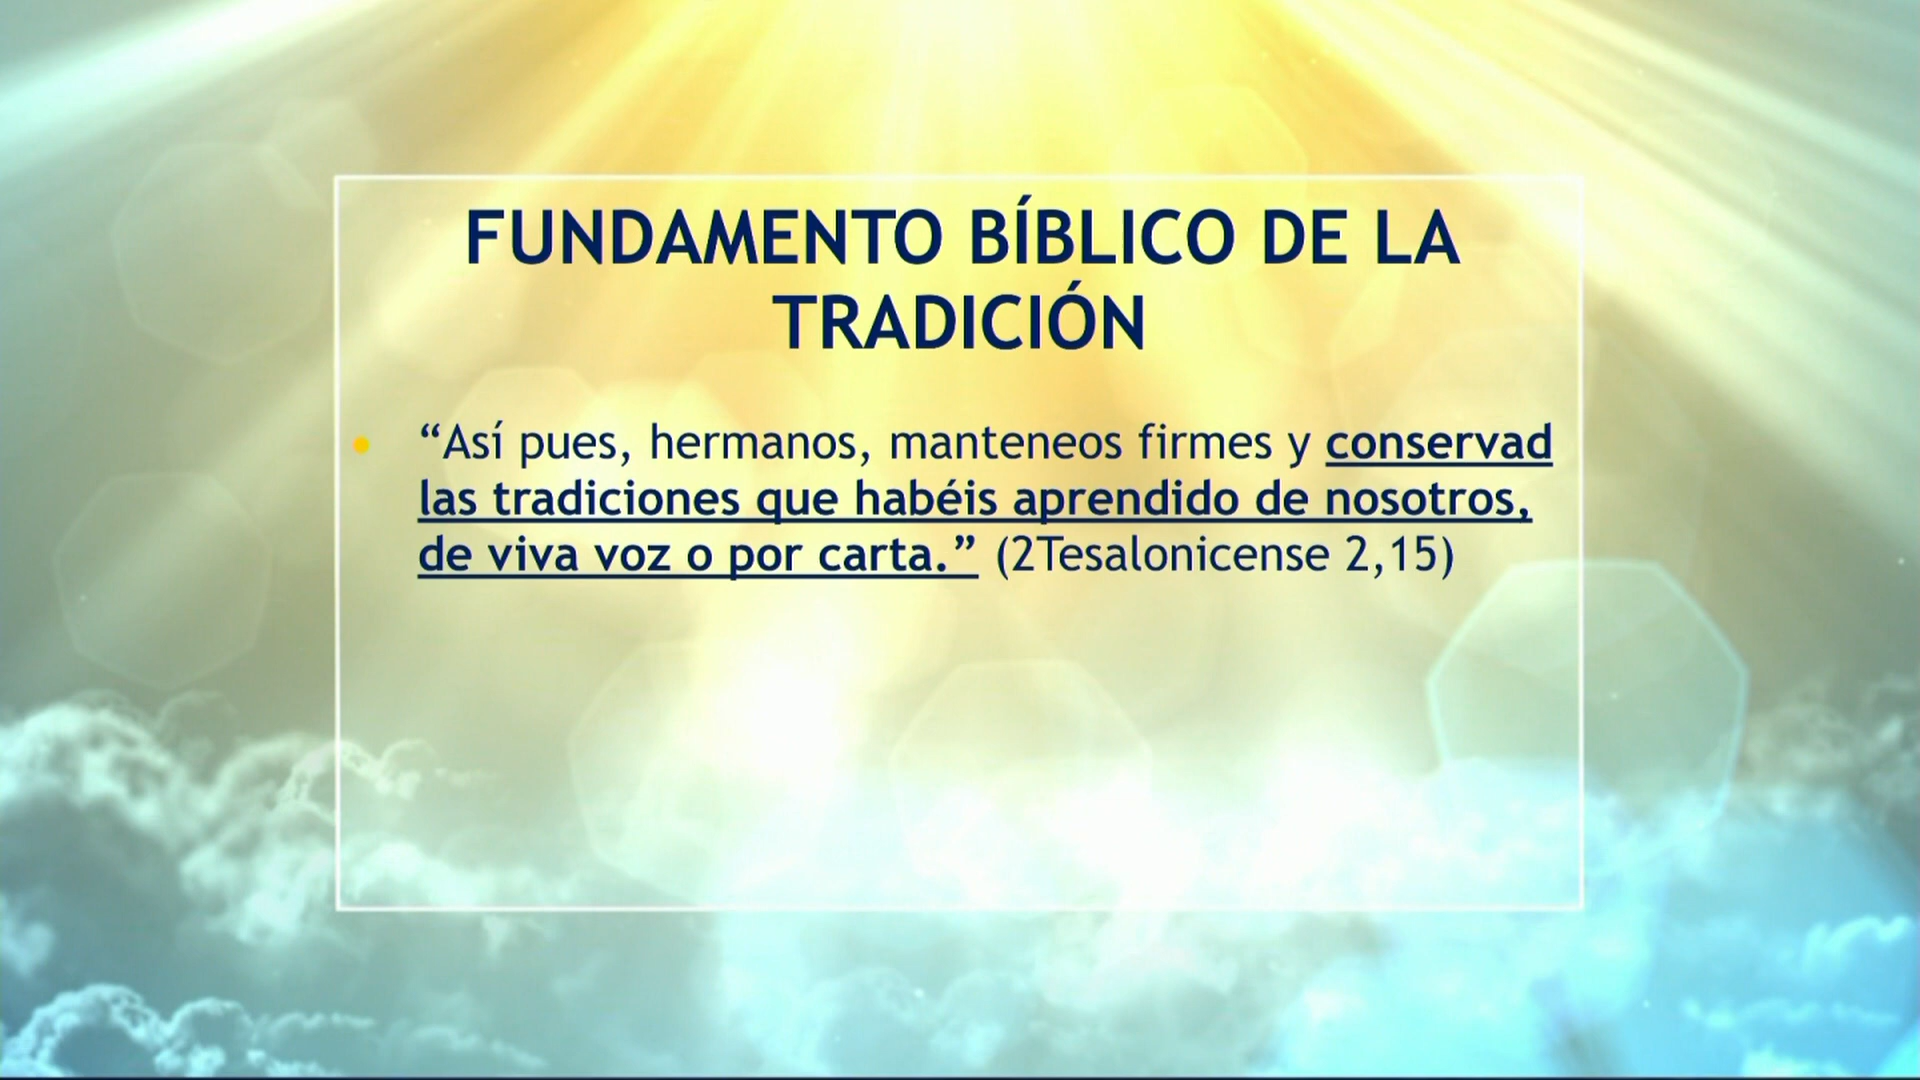 FUNDAMENTO BÍBLICO DE LA
TRADICIÓN
• “Así pues, hermanos, manteneos firmes y conservad
las tradiciones que habéis aprendido de nosotros,
de viva voz o por carta.” (2Tesalonicense 2,15)